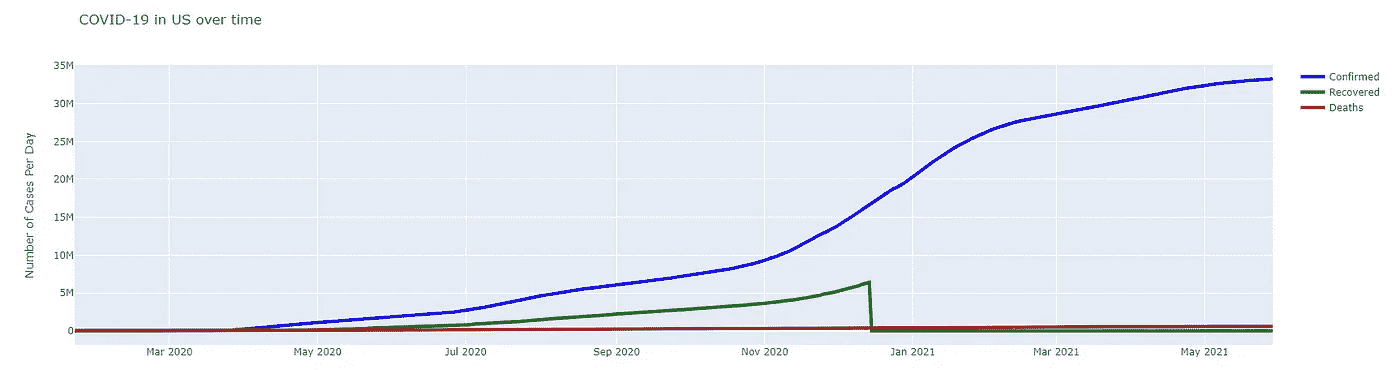 COVID-19 in US over time
Number of Cases Per Day
35M
30M
25M
20M
15M
10M
5M
0
Mar 2020
May 2020
Jul 2020
Sep 2020
Nov 2020
Jan 2021
Mar 2021
May 2021
Confirmed
Recovered
Deaths